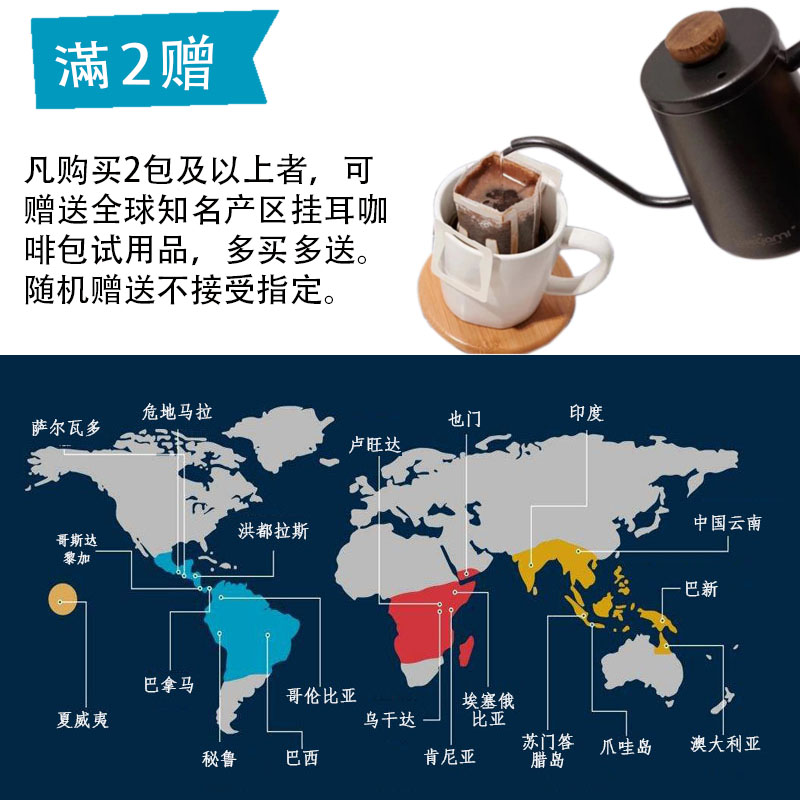 滿2赠
凡购买2包及以上者，可
赠送全球知名产区挂耳咖
啡包试用品，多买多送。
随机赠送不接受指定。
萨尔瓦多
危地马拉
卢旺达
也门
印度
哥斯达
黎加
洪都拉斯
中国云南
巴新
巴拿马
哥伦比亚
夏威夷
秘鲁
巴西
乌干达
埃塞俄
比亚
肯尼亚
苏门答
腊岛
爪哇岛
澳大利亚